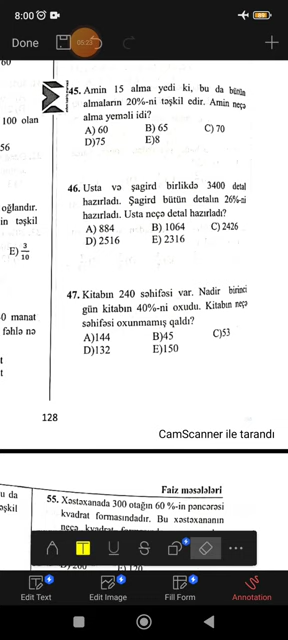 8:00
Done
05:23
60
100 olan
56
oğlandır.
in təşkil
E) 3/10
0 manat
fəhlə nə
t
t
45. Amin 15 alma yedi ki, bu da bütün
almaların 20%-ni təşkil edir. Amin neçə
alma yeməli idi?
A) 60 B) 65 C) 70
D)75 E)8
46. Usta və şagird birlikdə 3400 detal
hazırladı. Şagird bütün detalın 26%-ni
hazırladı. Usta neçə detal hazırladı?
A) 884 B) 1064 C) 2426
D) 2516 E) 2316
47. Kitabın 240 səhifəsi var. Nadir birinci
gün kitabın 40%-ni oxudu. Kitabın neçə
səhifəsi oxunmamış qaldı?
A)144 B)45 C)53
D)132 E)150
128
CamScanner ile tarandı
Faiz məsələləri
u da
əşkil
55. Xəstəxanada 300 otağın 60 %-in pəncərəsi
kvadrat formasındadır. Bu xəstəxananın
Edit Text
Edit Image
Fill Form
Annotation